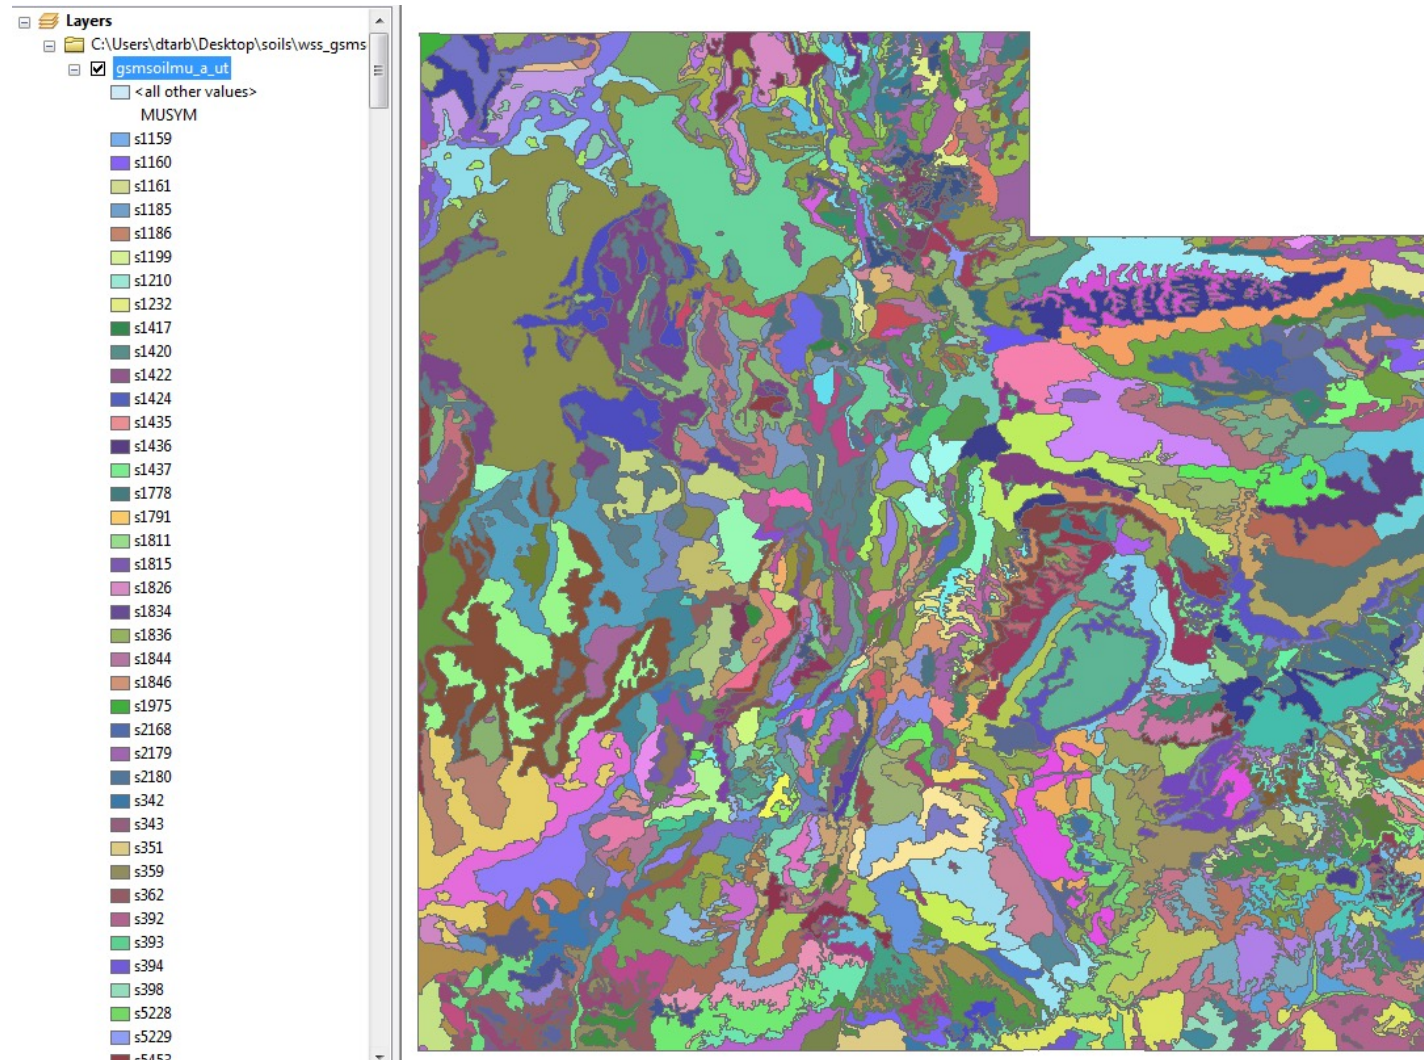 Layers
C:\Users\dtarb\Desktop\soils\wss_gsms
gsmsoilmu_a_ut
<all other values>
MUSYM
s1159
s1160
s1161
s1185
s1186
s1199
s1210
s1232
s1417
s1420
s1422
s1424
s1435
s1436
s1437
s1778
s1791
s1811
s1815
s1826
s1834
s1836
s1844
s1846
s1975
s2168
s2179
s2180
s342
s343
s351
s359
s362
s392
s393
s394
s398
s5228
s5229
s5453